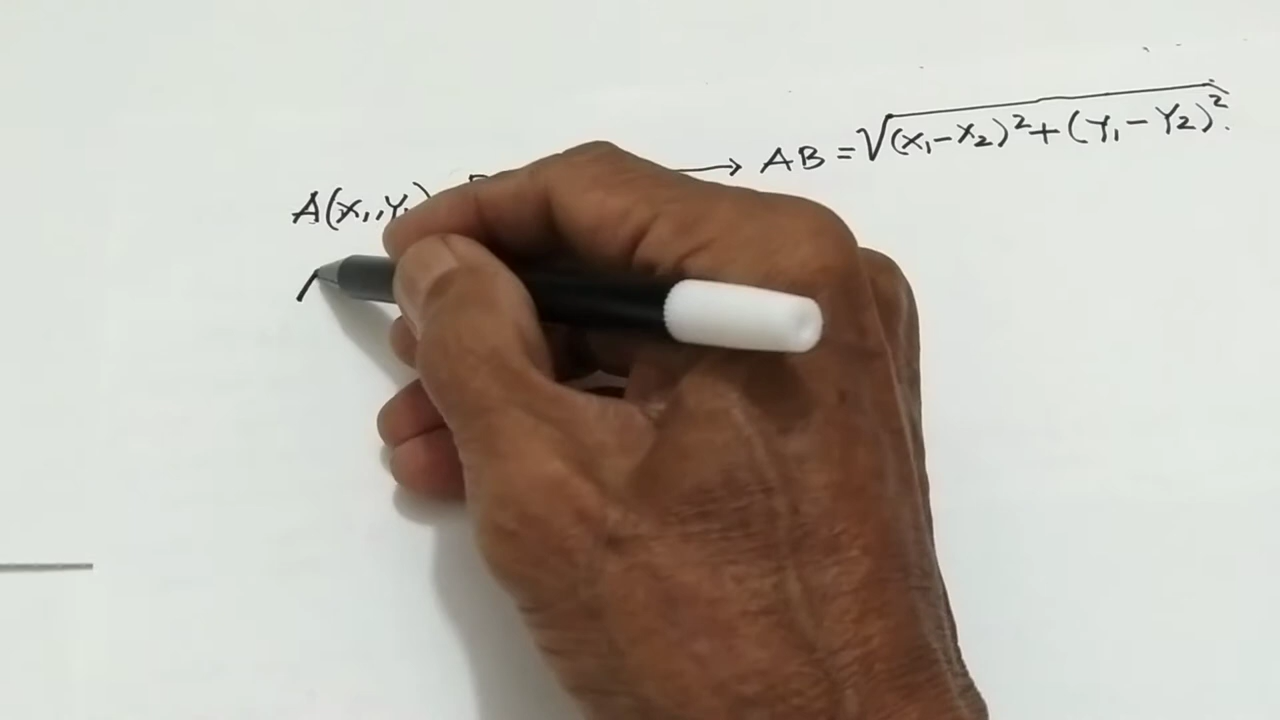 A(x₁,y₁) → AB = √(x₁-x₂)² + (y₁-y₂)².